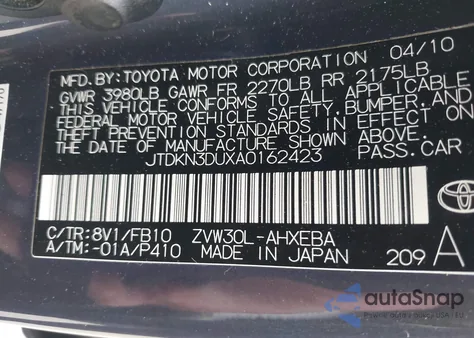 MFD.BY:TOYOTA MOTOR CORPORATION 04/10
GVWR 3980LB GAWR FR 2270LB RR 2175LB
THIS VEHICLE CONFORMS TO ALL APPLICABLE
FEDERAL MOTOR VEHICLE SAFETY,BUMPER,AND
THEFT PREVENTION STANDARDS IN EFFECT ON
THE DATE OF MANUFACTURE SHOWN ABOVE.
JTDKN3DUXA0162423 PASS.CAR
C/TR:8V1/FB10 ZVW30L-AHXEBA
A/TM:-01A/P410 MADE IN JAPAN 209 A
TOYOTA
autoSnap